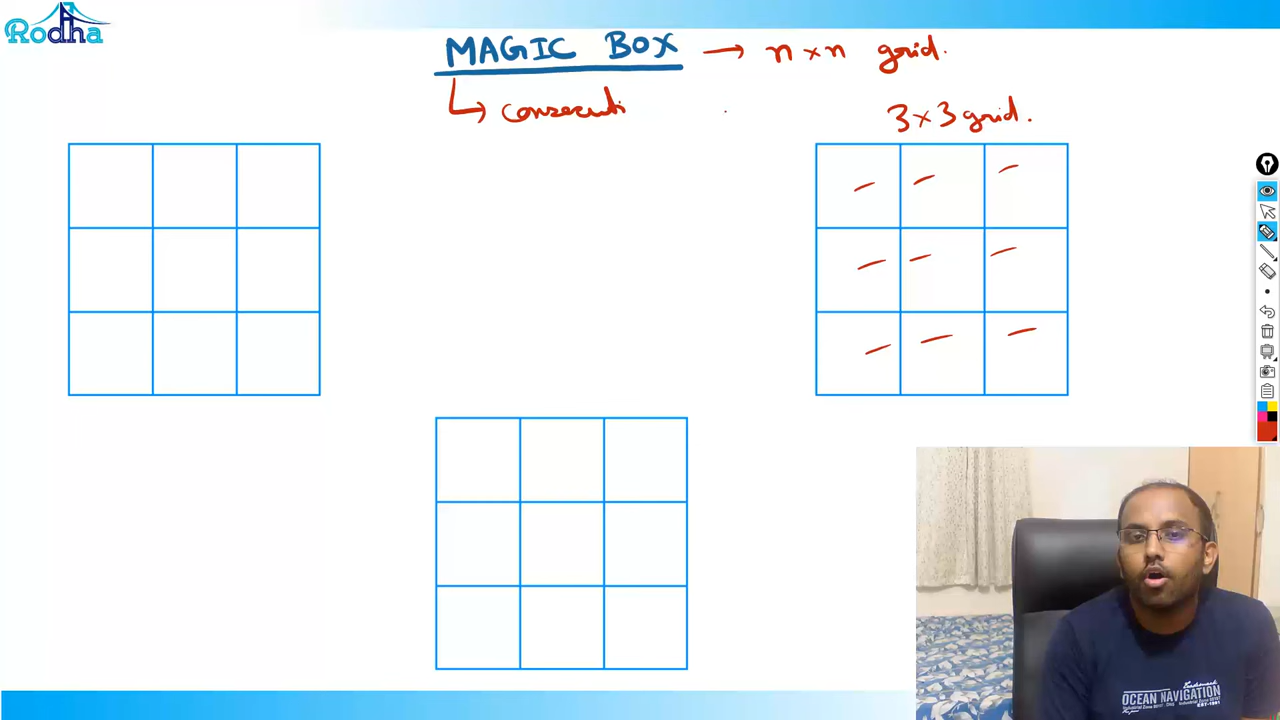 Rodha
MAGIC BOX → n × n grid.
↳ consecuti
3 × 3 grid.
OCEAN NAVIGATION